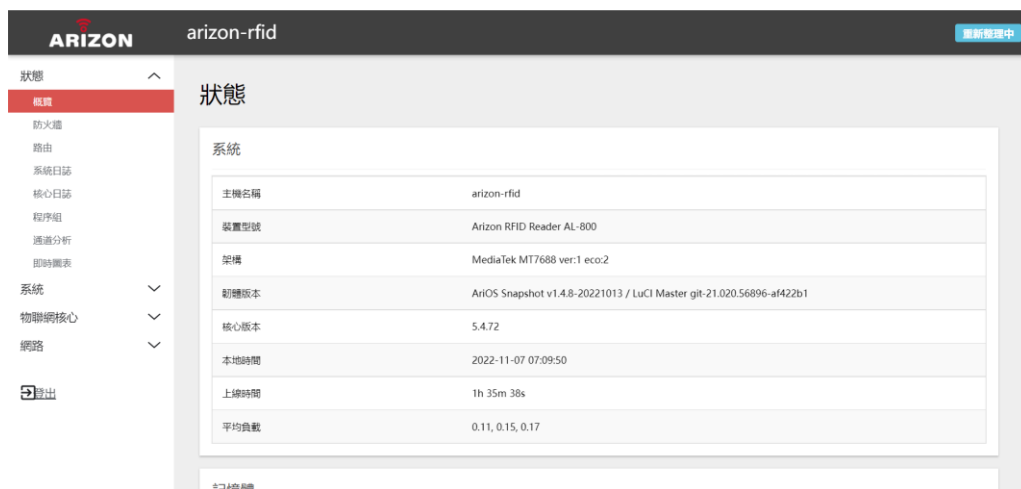 ARIZON
arizon-rfid
重新整理中
狀態
概覽
防火牆
路由
系統日誌
核心日誌
程序組
通道分析
即時圖表
系統
物聯網核心
網路
登出
狀態
系統
主機名稱 arizon-rfid
裝置型號 Arizon RFID Reader AL-800
架構 MediaTek MT7688 ver:1 eco:2
韌體版本 AriOS Snapshot v1.4.8-20221013 / LuCI Master git-21.020.56896-af422b1
核心版本 5.4.72
本地時間 2022-11-07 07:09:50
上線時間 1h 35m 38s
平均負載 0.11, 0.15, 0.17
記憶體